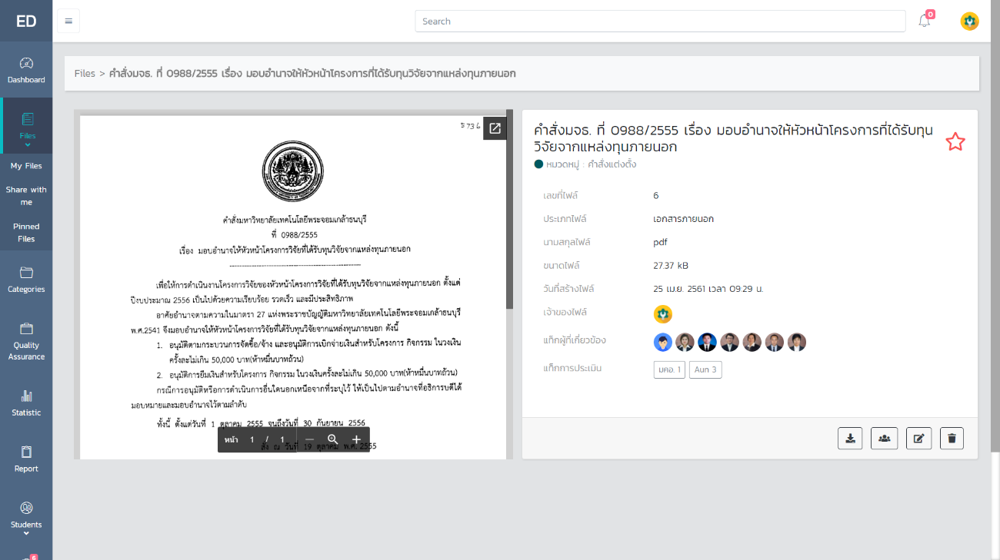 ED
Search
0
Dashboard
Files
My Files
Share with
me
Pinned
Files
Categories
Quality
Assurance
Statistic
Report
Students
6
Files > คำสั่งมจธ. ที่ 0988/2555 เรื่อง มอบอำนาจให้หัวหน้าโครงการที่ได้รับทุนวิจัยจากแหล่งทุนภายนอก
คำสั่งมหาวิทยาลัยเทคโนโลยีพระจอมเกล้าธนบุรี
ที่ 0988/2555
เรื่อง มอบอำนาจให้หัวหน้าโครงการวิจัยที่ได้รับทุนวิจัยจากแหล่งทุนภายนอก
เพื่อให้การดำเนินงานโครงการวิจัยของหัวหน้าโครงการวิจัยที่ได้รับทุนวิจัยจากแหล่งทุนภายนอก ตั้งแต่
ปีงบประมาณ 2556 เป็นไปด้วยความเรียบร้อย รวดเร็ว และมีประสิทธิภาพ
อาศัยอำนาจตามความในมาตรา 27 แห่งพระราชบัญญัติมหาวิทยาลัยเทคโนโลยีพระจอมเกล้าธนบุรี
พ.ศ.2541 จึงมอบอำนาจให้หัวหน้าโครงการวิจัยที่ได้รับทุนวิจัยจากแหล่งทุนภายนอก ดังนี้
1. อนุมัติตามกระบวนการจัดซื้อ/จ้าง และอนุมัติการเบิกจ่ายเงินสำหรับโครงการ กิจกรรม ในวงเงิน
ครั้งละไม่เกิน 50,000 บาท(ห้าหมื่นบาทถ้วน)
2. อนุมัติการยืมเงินสำหรับโครงการ กิจกรรม ในวงเงินครั้งละไม่เกิน 50,000 บาท(ห้าหมื่นบาทถ้วน)
กรณีการอนุมัติหรือการดำเนินการอื่นใดนอกเหนือจากที่ระบุไว้ ให้เป็นไปตามอำนาจที่อธิการบดีได้
มอบหมายและมอบอำนาจไว้ตามลำดับ
ทั้งนี้ ตั้งแต่วันที่ 1 ตุลาคม 2555 จนถึงวันที่ 30 กันยายน 2556
หน้า 1 / 1
สั่ง ณ วันที่ 19 ตุลาคม พ.ศ. 2555
คำสั่งมจธ. ที่ 0988/2555 เรื่อง มอบอำนาจให้หัวหน้าโครงการที่ได้รับทุน
วิจัยจากแหล่งทุนภายนอก
หมวดหมู่ : คำสั่งแต่งตั้ง
เลขที่ไฟล์ 6
ประเภทไฟล์ เอกสารภายนอก
นามสกุลไฟล์ pdf
ขนาดไฟล์ 27.37 kB
วันที่สร้างไฟล์ 25 เม.ย. 2561 เวลา 09:29 น.
เจ้าของไฟล์
แท็กผู้ที่เกี่ยวข้อง
แท็กการประเมิน มคอ. 1 Aun 3